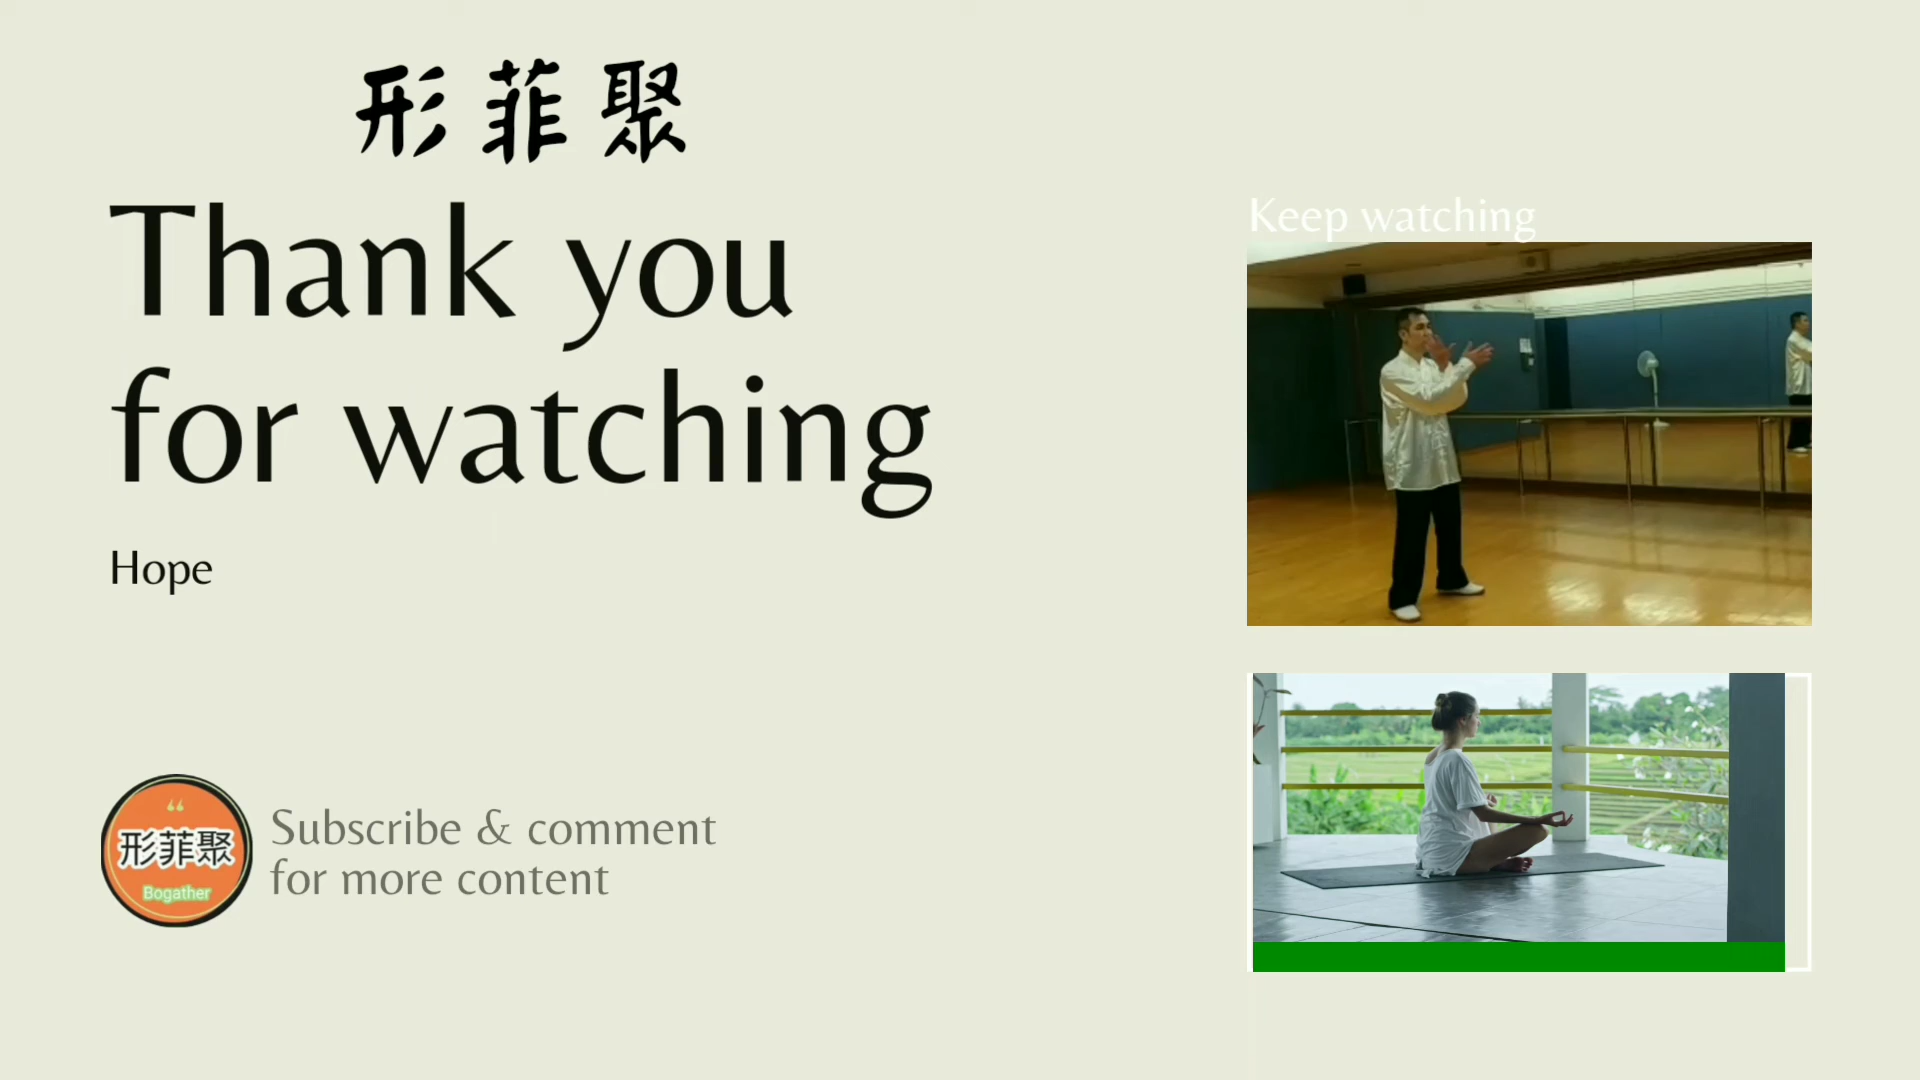 形菲聚
Thank you
for watching
Hope
Keep watching
“
形菲聚
Bogather
Subscribe & comment
for more content